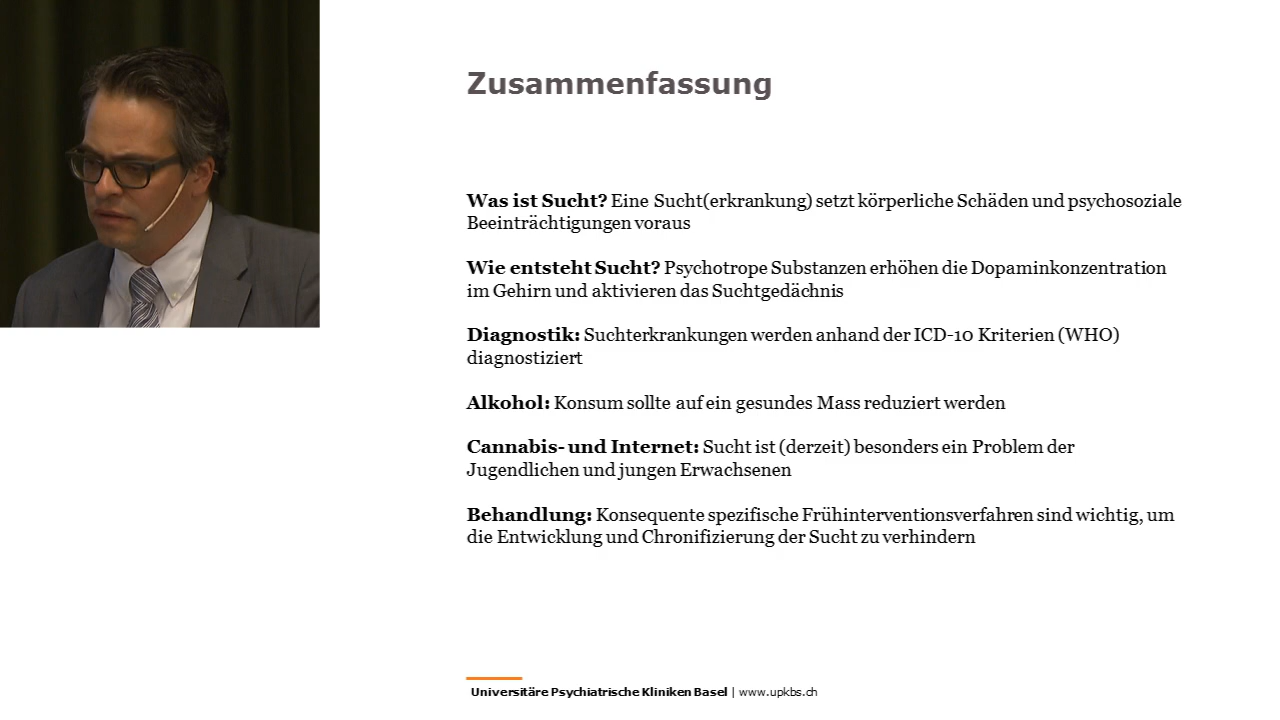 Zusammenfassung
Was ist Sucht? Eine Sucht(erkrankung) setzt körperliche Schäden und psychosoziale
Beeinträchtigungen voraus
Wie entsteht Sucht? Psychotrope Substanzen erhöhen die Dopaminkonzentration
im Gehirn und aktivieren das Suchtgedächnis
Diagnostik: Suchterkrankungen werden anhand der ICD-10 Kriterien (WHO)
diagnostiziert
Alkohol: Konsum sollte auf ein gesundes Mass reduziert werden
Cannabis- und Internet: Sucht ist (derzeit) besonders ein Problem der
Jugendlichen und jungen Erwachsenen
Behandlung: Konsequente spezifische Frühinterventionsverfahren sind wichtig, um
die Entwicklung und Chronifizierung der Sucht zu verhindern
Universitäre Psychiatrische Kliniken Basel | www.upkbs.ch